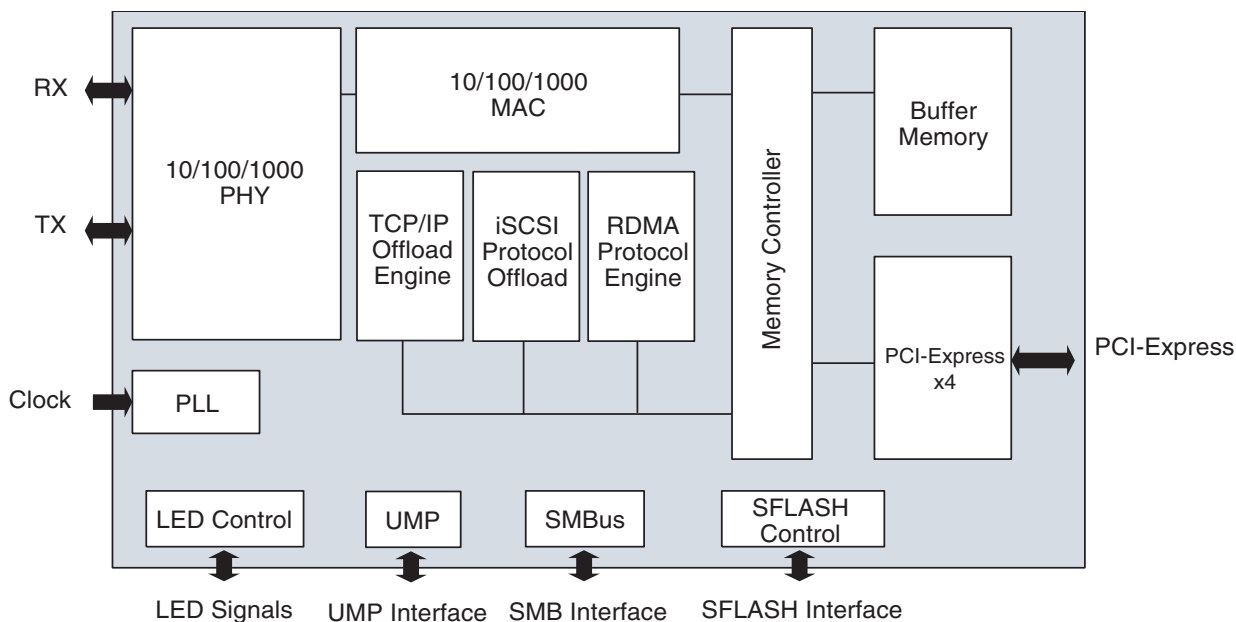 RX
TX
Clock
10/100/1000
PHY
10/100/1000
MAC
TCP/IP
Offload
Engine
iSCSI
Protocol
Offload
RDMA
Protocol
Engine
Memory Controller
Buffer
Memory
PCI-Express
x4
PCI-Express
PLL
LED Control
UMP
SMBus
SFLASH
Control
LED Signals
UMP Interface
SMB Interface
SFLASH Interface